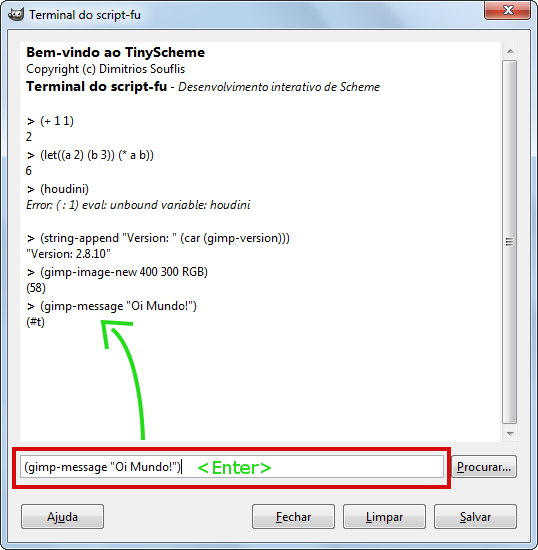 Terminal do script-fu
Bem-vindo ao TinyScheme
Copyright (c) Dimitrios Souflis
Terminal do script-fu - Desenvolvimento interativo de Scheme
> (+ 1 1)
2
> (let((a 2) (b 3)) (* a b))
6
> (houdini)
Error: ( : 1) eval: unbound variable: houdini
> (string-append "Version: " (car (gimp-version)))
"Version: 2.8.10"
> (gimp-image-new 400 300 RGB)
(58)
> (gimp-message "Oi Mundo!")
(#t)
(gimp-message "Oi Mundo!") <Enter> Procurar...
Ajuda Fechar Limpar Salvar